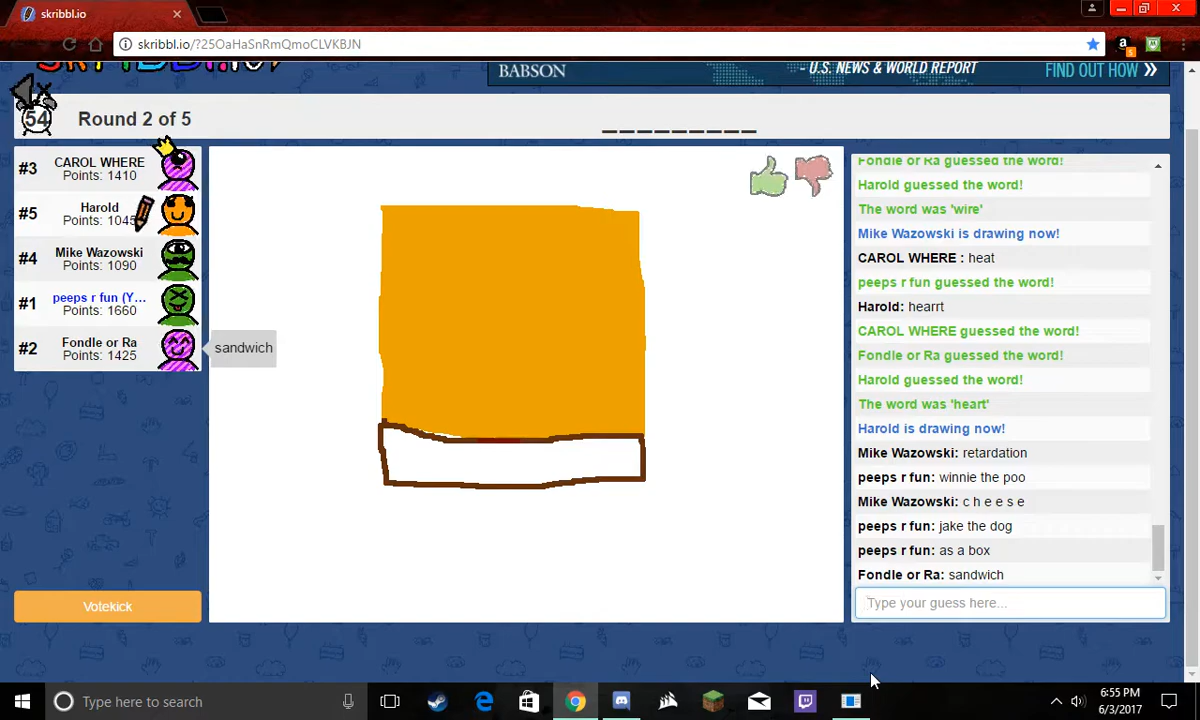 skribbl.io
skribbl.io/?25OaHaSnRmQmoCLVKBJN
BABSON
- U.S. NEWS & WORLD REPORT
FIND OUT HOW
54
Round 2 of 5
_ _ _ _ _ _ _ _ _
#3
CAROL WHERE
Points: 1410
#5
Harold
Points: 1045
#4
Mike Wazowski
Points: 1090
#1
peeps r fun (Y...
Points: 1660
#2
Fondle or Ra
Points: 1425
sandwich
Votekick
Fondle or Ra guessed the word!
Harold guessed the word!
The word was 'wire'
Mike Wazowski is drawing now!
CAROL WHERE : heat
peeps r fun guessed the word!
Harold: hearrt
CAROL WHERE guessed the word!
Fondle or Ra guessed the word!
Harold guessed the word!
The word was 'heart'
Harold is drawing now!
Mike Wazowski: retardation
peeps r fun: winnie the poo
Mike Wazowski: c h e e s e
peeps r fun: jake the dog
peeps r fun: as a box
Fondle or Ra: sandwich
Type your guess here...
Type here to search
6:55 PM
6/3/2017